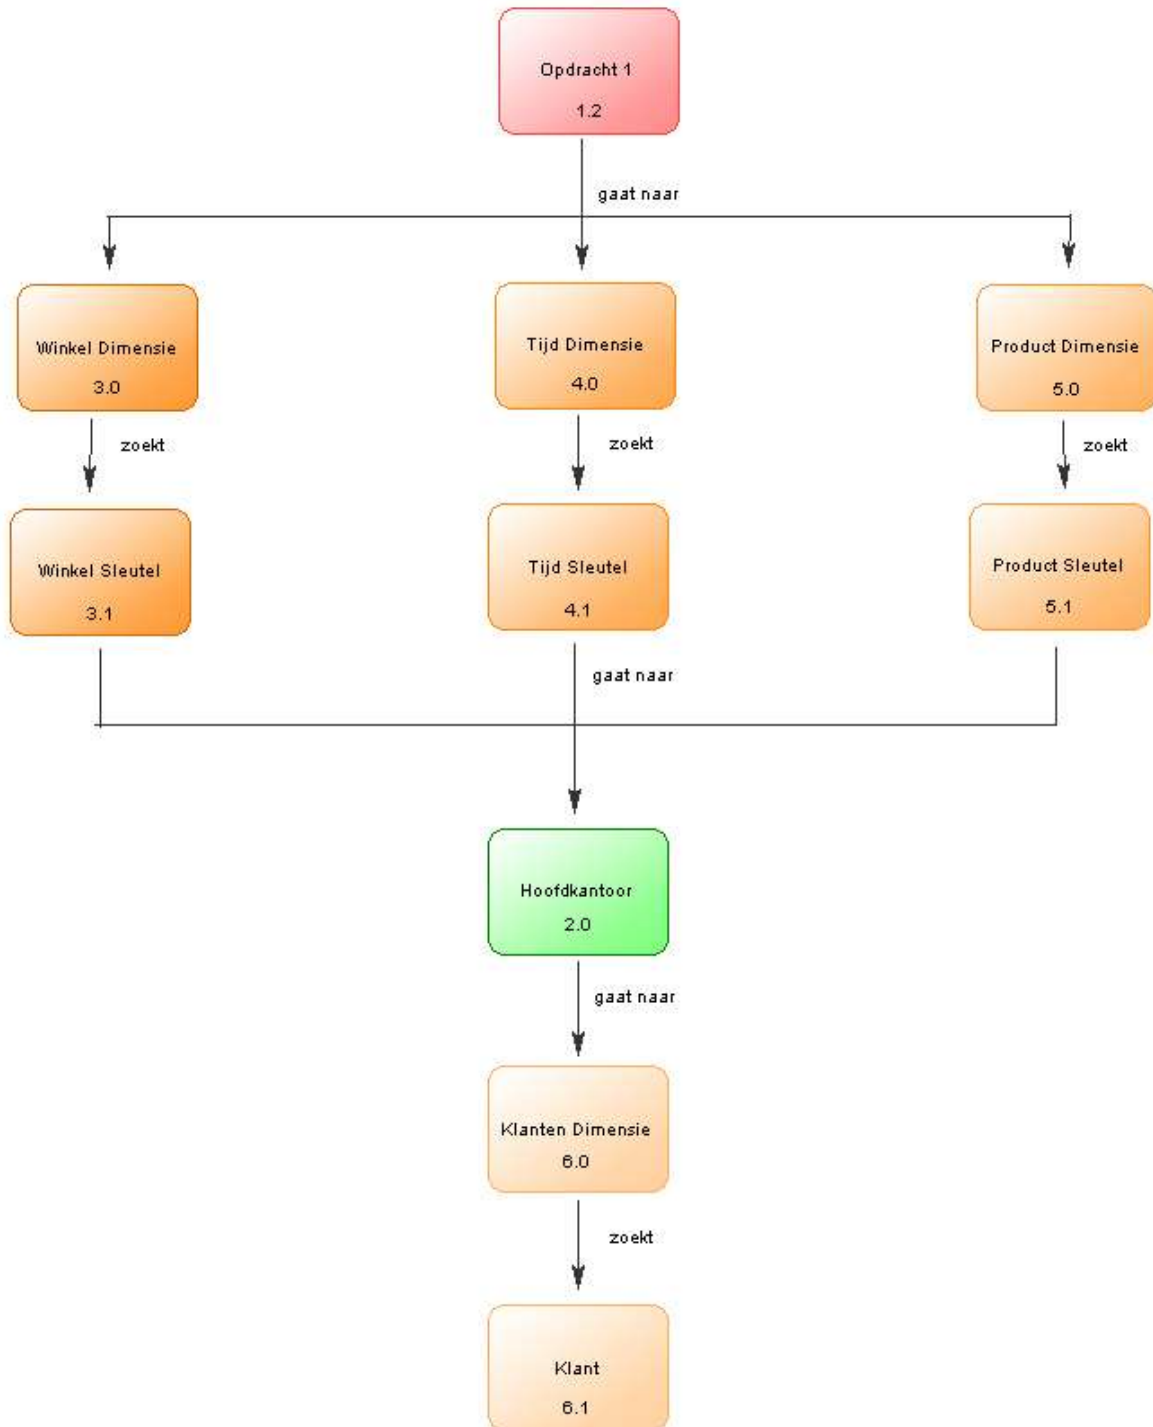 Opdracht 1
1.2
gaat naar
Winkel Dimensie
3.0
Tijd Dimensie
4.0
Product Dimensie
5.0
zoekt
zoekt
zoekt
Winkel Sleutel
3.1
Tijd Sleutel
4.1
Product Sleutel
5.1
gaat naar
Hoofdkantoor
2.0
gaat naar
Klanten Dimensie
6.0
zoekt
Klant
6.1